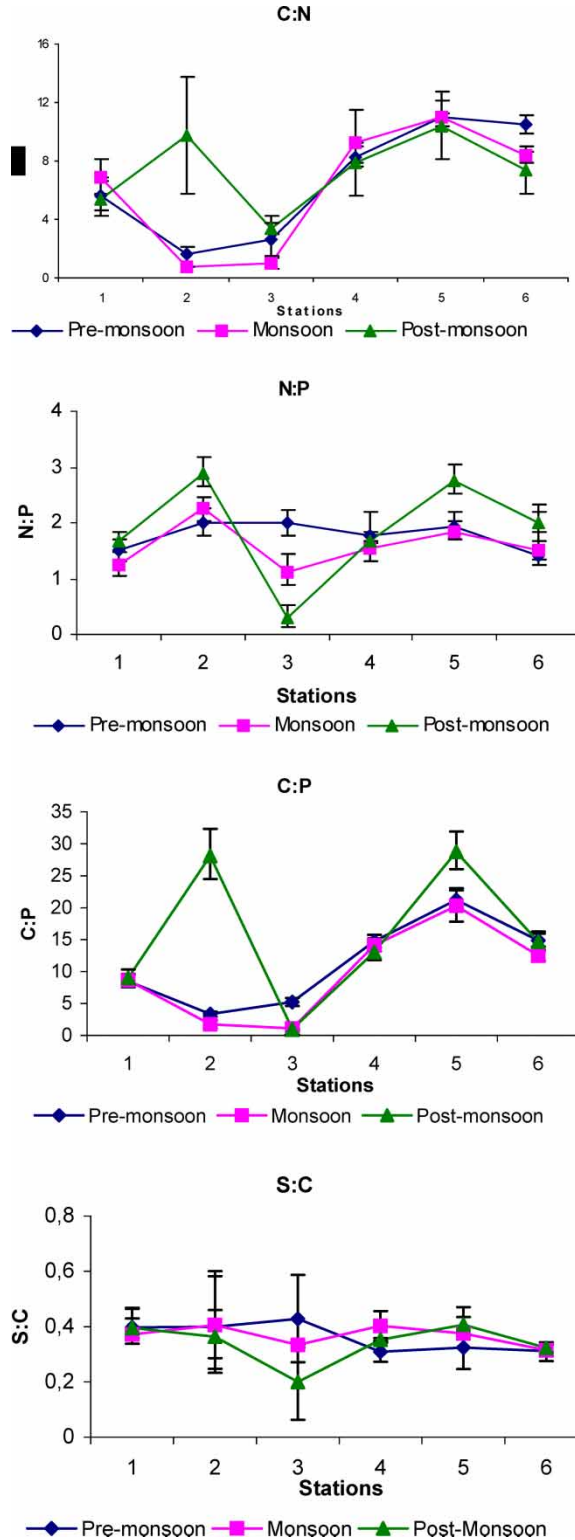 C:N
16
12
8
4
0
1 2 3 4 5 6
Stations
Pre-monsoon Monsoon Post-monsoon
N:P
4
3
2
1
0
N:P
1 2 3 4 5 6
Stations
Pre-monsoon Monsoon Post-monsoon
C:P
35
30
25
20
15
10
5
0
C:P
1 2 3 4 5 6
Stations
Pre-monsoon Monsoon Post-monsoon
S:C
0,8
0,6
0,4
0,2
0
S:C
1 2 3 4 5 6
Stations
Pre-monsoon Monsoon Post-Monsoon